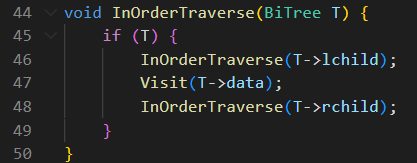 44 void InOrderTraverse(BiTree T) {
45     if (T) {
46         InOrderTraverse(T->lchild);
47         Visit(T->data);
48         InOrderTraverse(T->rchild);
49     }
50 }